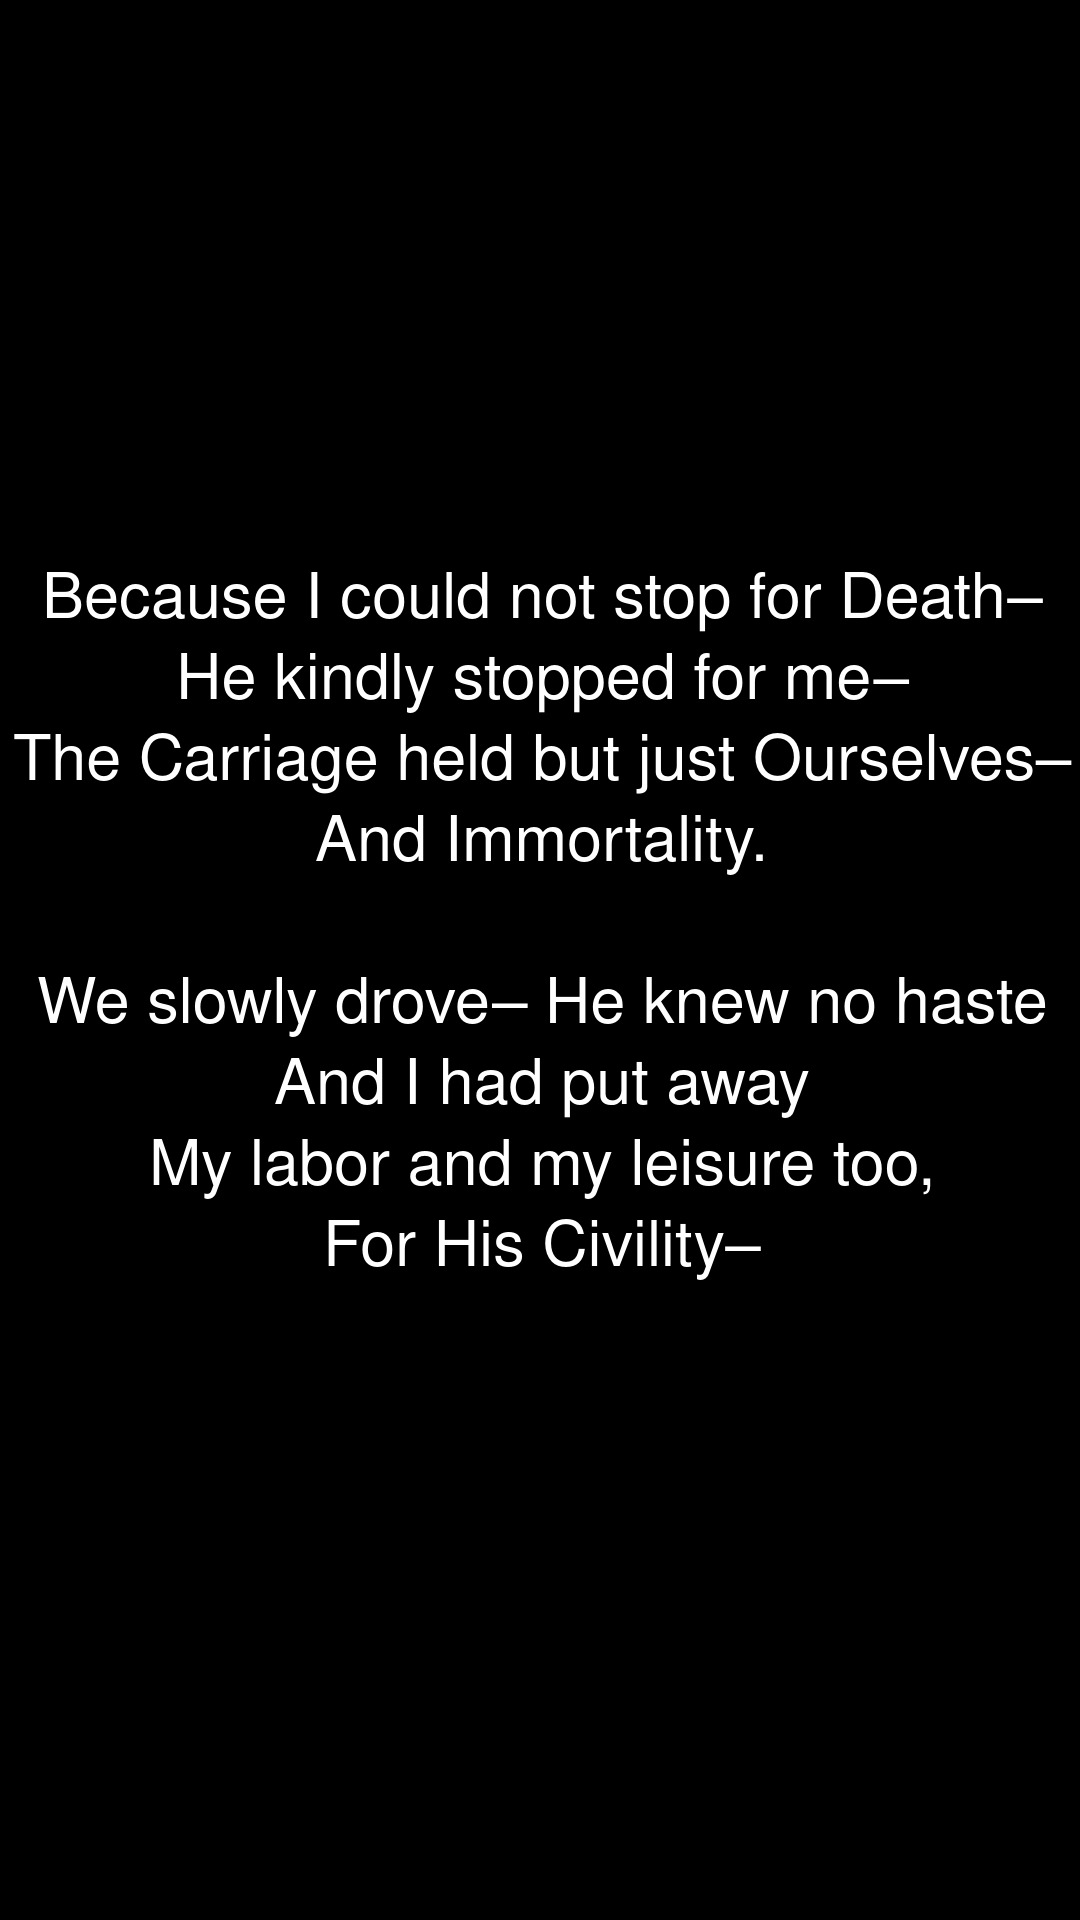 Because I could not stop for Death–
He kindly stopped for me–
The Carriage held but just Ourselves–
And Immortality.

We slowly drove– He knew no haste
And I had put away
My labor and my leisure too,
For His Civility–